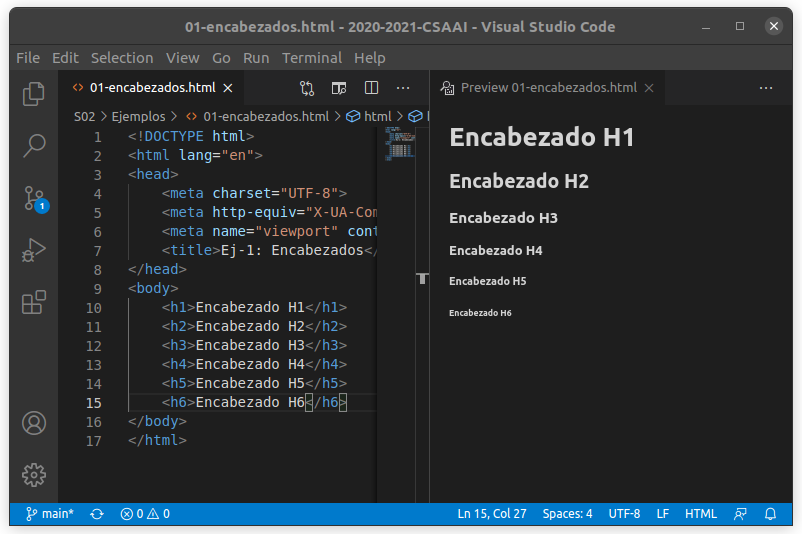 01-encabezados.html - 2020-2021-CSAAI - Visual Studio Code
File Edit Selection View Go Run Terminal Help
01-encabezados.html
Preview 01-encabezados.html
S02 > Ejemplos > 01-encabezados.html > html >
1 <!DOCTYPE html>
2 <html lang="en">
3 <head>
4 <meta charset="UTF-8">
5 <meta http-equiv="X-UA-Com
6 <meta name="viewport" cont
7 <title>Ej-1: Encabezados</
8 </head>
9 <body>
10 <h1>Encabezado H1</h1>
11 <h2>Encabezado H2</h2>
12 <h3>Encabezado H3</h3>
13 <h4>Encabezado H4</h4>
14 <h5>Encabezado H5</h5>
15 <h6>Encabezado H6</h6>
16 </body>
17 </html>
Encabezado H1
Encabezado H2
Encabezado H3
Encabezado H4
Encabezado H5
Encabezado H6
1
main* 0 0 Ln 15, Col 27 Spaces: 4 UTF-8 LF HTML